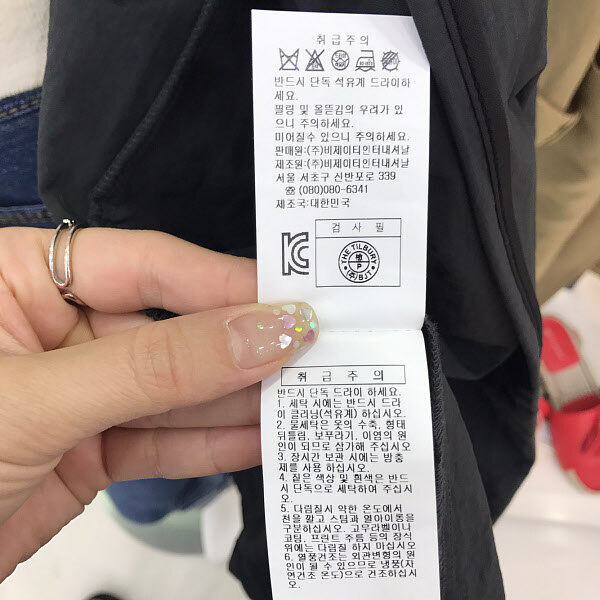 취급주의
반드시 단독 석유계 드라이하
세요.
필링 및 올뜯김의 우려가 있
으니 주의하세요.
미어질수 있으니 주의하세요.
판매원:(주)비제이티인터내셔날
제조원:(주)비제이티인터내셔날
서울 서초구 신반포로 339
☎ (080)080-6341
제조국:대한민국
검 사 필
THE TILBURY
P
(주)BJT
취 급 주 의
반드시 단독 드라이 하세요.
1. 세탁 시에는 반드시 드라
이 클리닝(석유계) 하십시오.
2. 물세탁은 옷의 수축, 형태
뒤틀림, 보푸라기, 이염의 원
인이 되므로 삼가해 주십시오
3. 장시간 보관 시에는 방충
제를 사용 하십시오.
4. 짙은 색상 및 흰색은 반드
시 단독으로 세탁하여 주십시
오.
5. 다림질시 약한 온도에서
천을 깔고 스팀과 열아이롱을
구분하십시오. 고무라벨이나
코팅, 프린트 주름 등의 장식
위에는 다림질 하지 마십시오
6. 열풍건조는 외관변형의 원
인이 될 수 있으므로 냉풍(자
연건조 온도)으로 건조하십시
오.